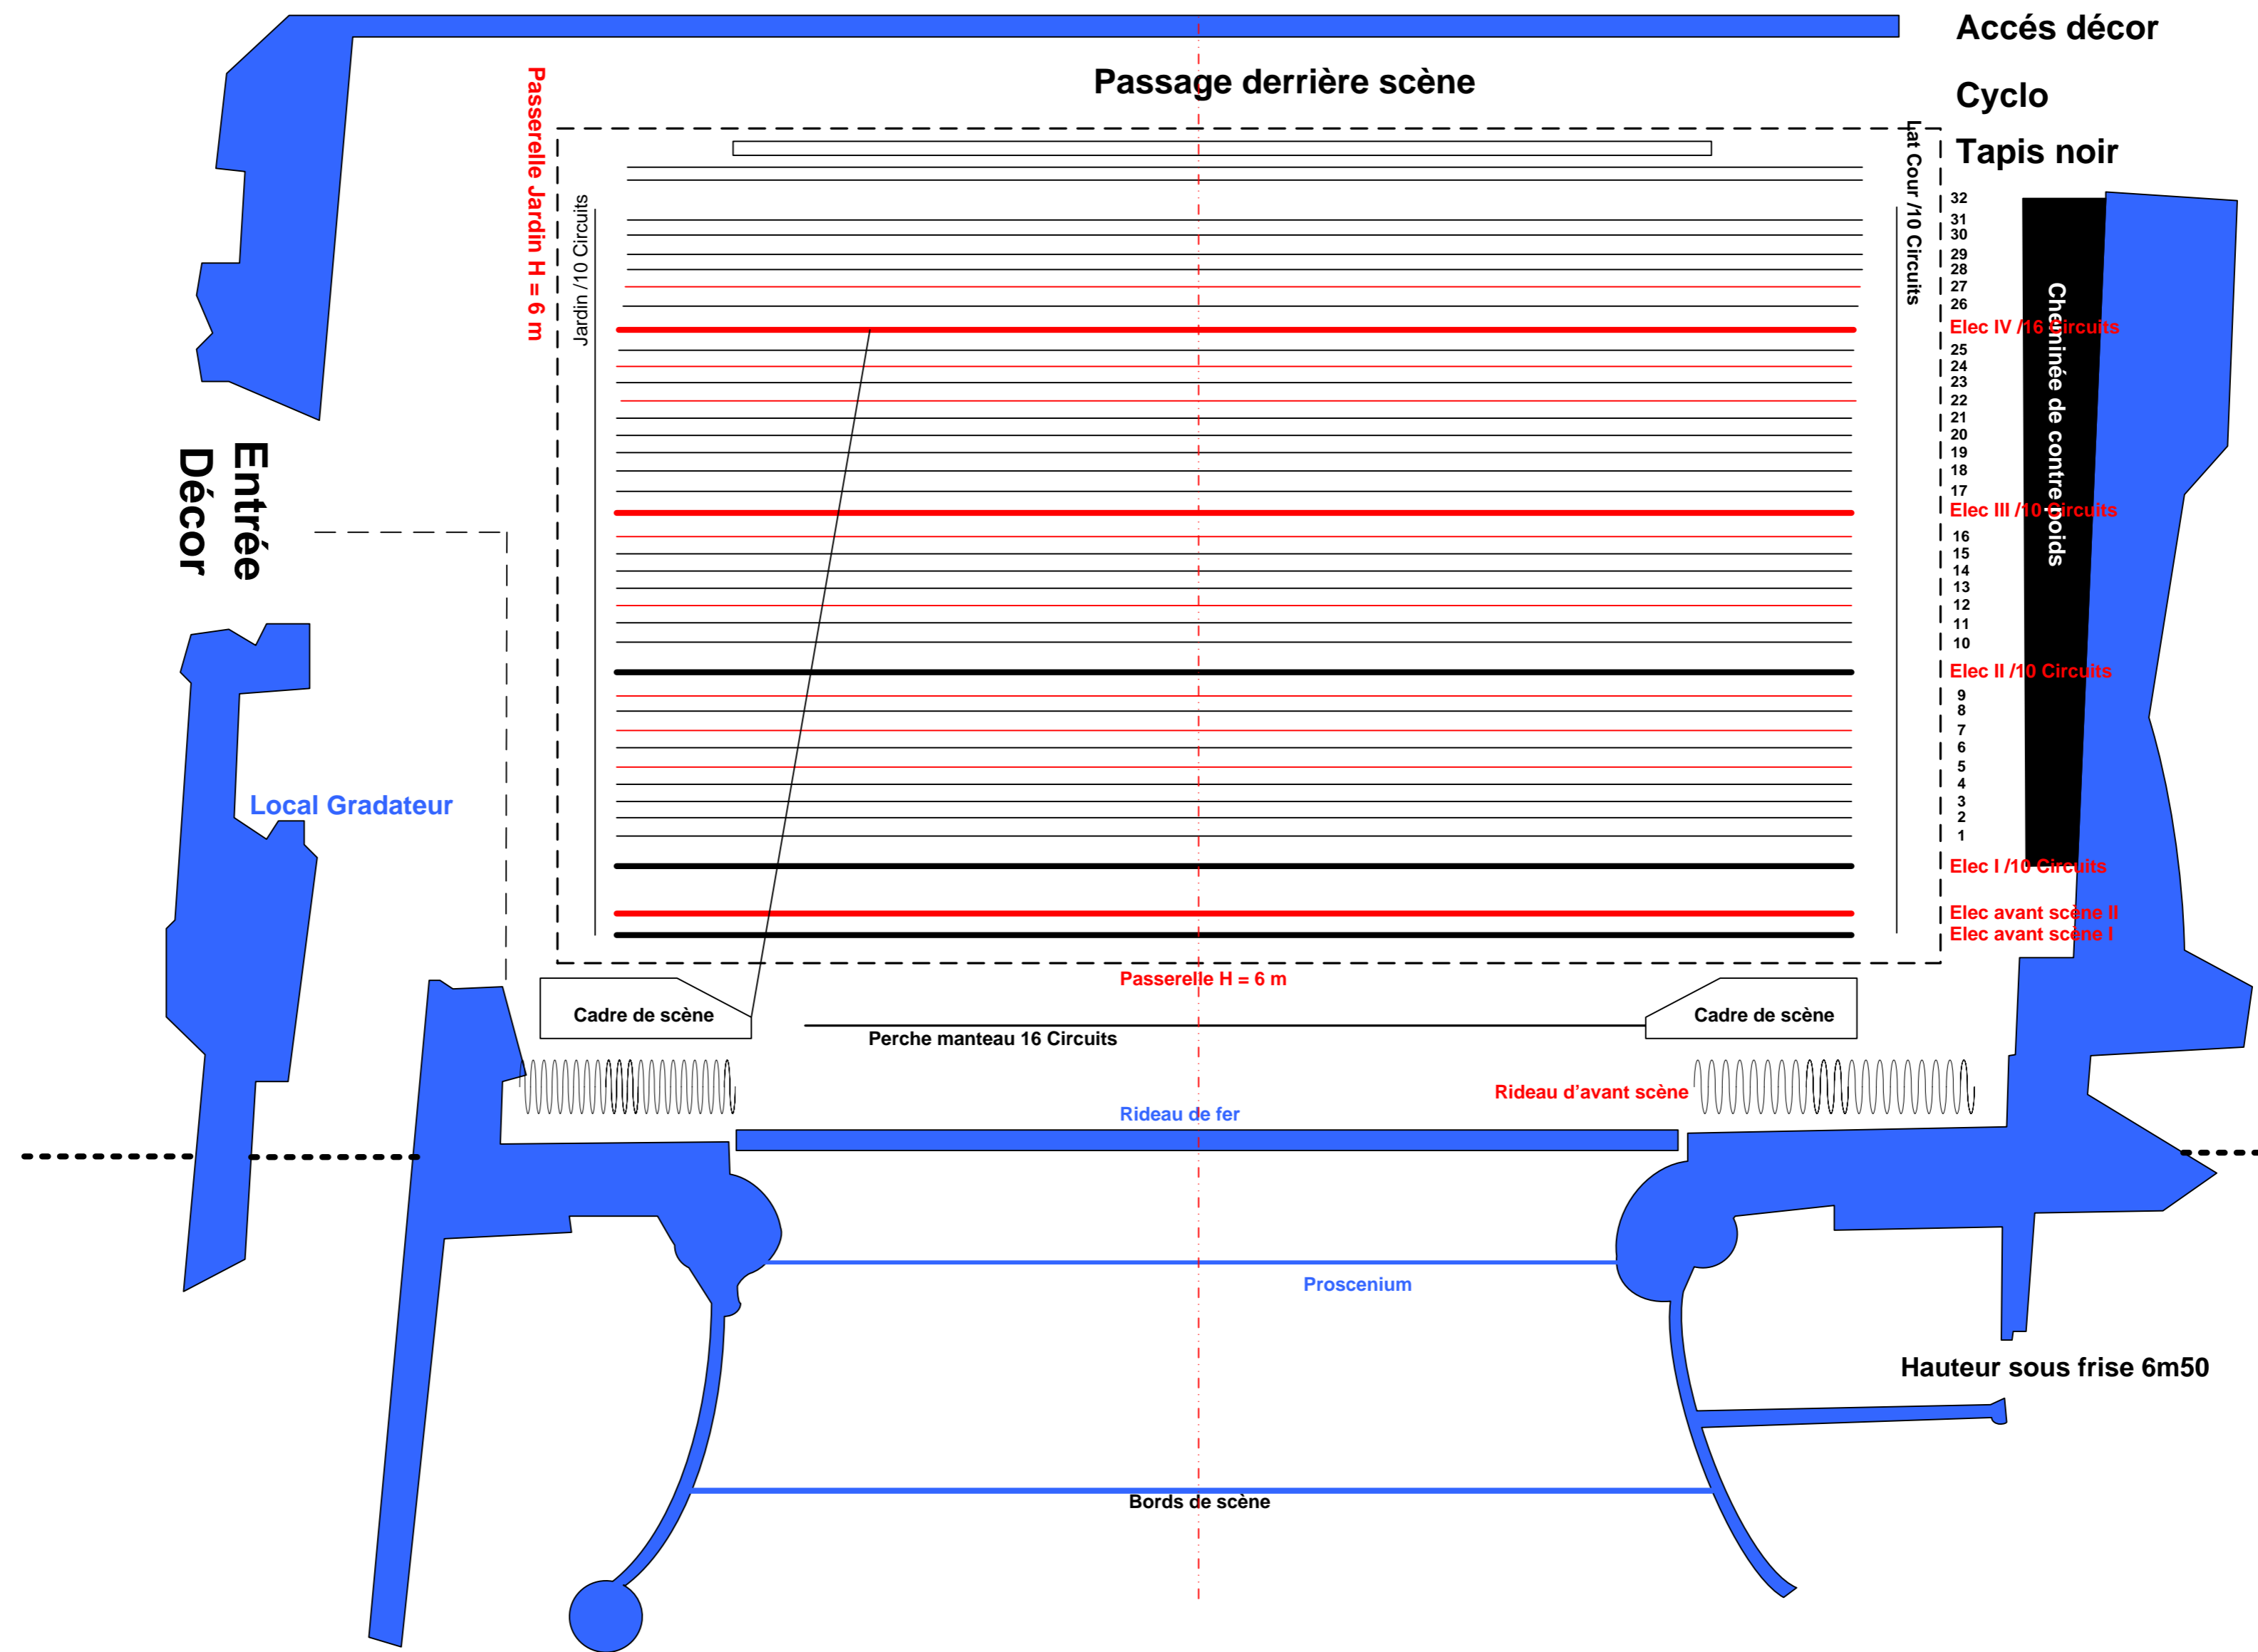 Accés décor
Passage derrière scène
Cyclo
Tapis noir
Passerelle Jardin H = 6 m
Jardin /10 Circuits
Lat Cour /10 Circuits
32
31
30
29
28
27
26
Elec IV /16 Circuits
25
24
23
22
21
20
19
18
17
Elec III /10 Circuits
16
15
14
13
12
11
10
Elec II /10 Circuits
9
8
7
6
5
4
3
2
1
Elec I /10 Circuits
Elec avant scène II
Elec avant scène I
Cheminée de contre poids
Entrée
Décor
Local Gradateur
Passerelle H = 6 m
Cadre de scène
Cadre de scène
Perche manteau 16 Circuits
Rideau d'avant scène
Rideau de fer
Proscenium
Hauteur sous frise 6m50
Bords de scène